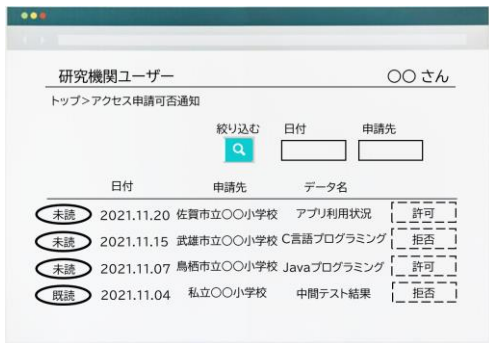 研究機関ユーザー 〇〇 さん
トップ>アクセス申請可否通知
絞り込む 日付 申請先
日付 申請先 データ名
未読 2021.11.20 佐賀市立〇〇小学校 アプリ利用状況 許可
未読 2021.11.15 武雄市立〇〇小学校 C言語プログラミング 拒否
未読 2021.11.07 鳥栖市立〇〇小学校 Javaプログラミング 許可
既読 2021.11.04 私立〇〇小学校 中間テスト結果 拒否